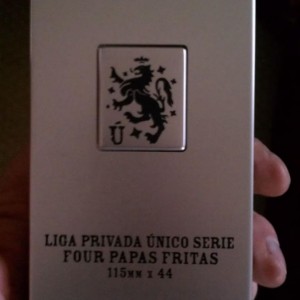 Ú
LIGA PRIVADA ÚNICO SERIE
FOUR PAPAS FRITAS
115MM X 44